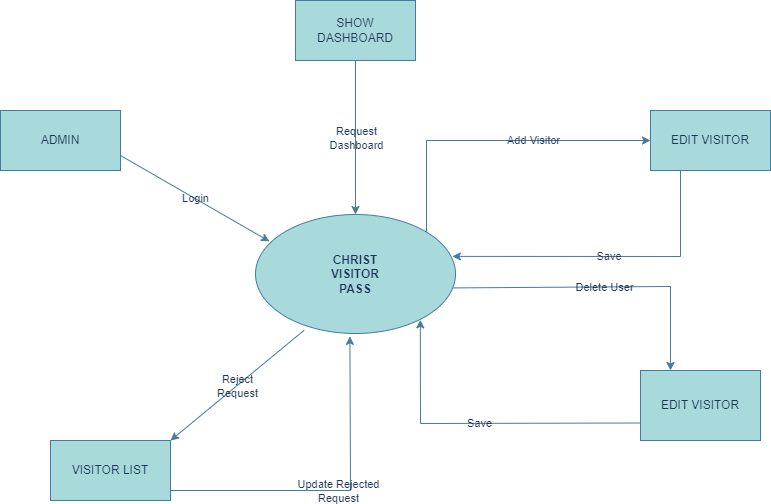 SHOW
DASHBOARD
ADMIN
Request
Dashboard
Add Visitor
EDIT VISITOR
Login
CHRIST
VISITOR
PASS
Save
Delete User
Reject
Request
EDIT VISITOR
Save
VISITOR LIST
Update Rejected
Request